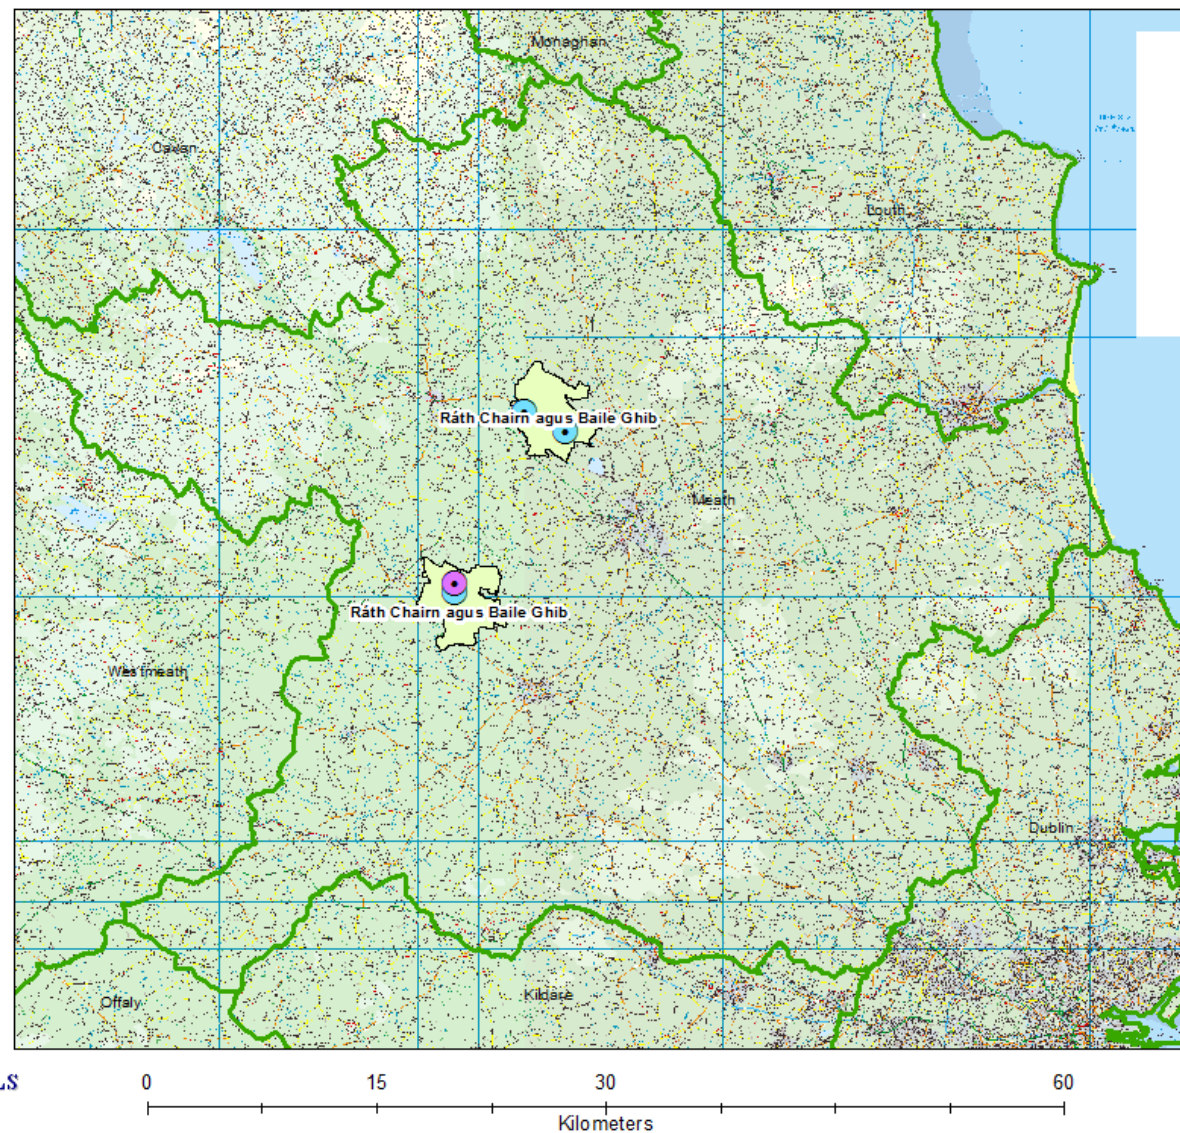 Monaghan
Cavan
Louth
Ráth Chairn agus Baile Ghib
Meath
Ráth Chairn agus Baile Ghib
Westmeath
Dublin
Offaly
Kildare
LS
0 15 30 60
Kilometers